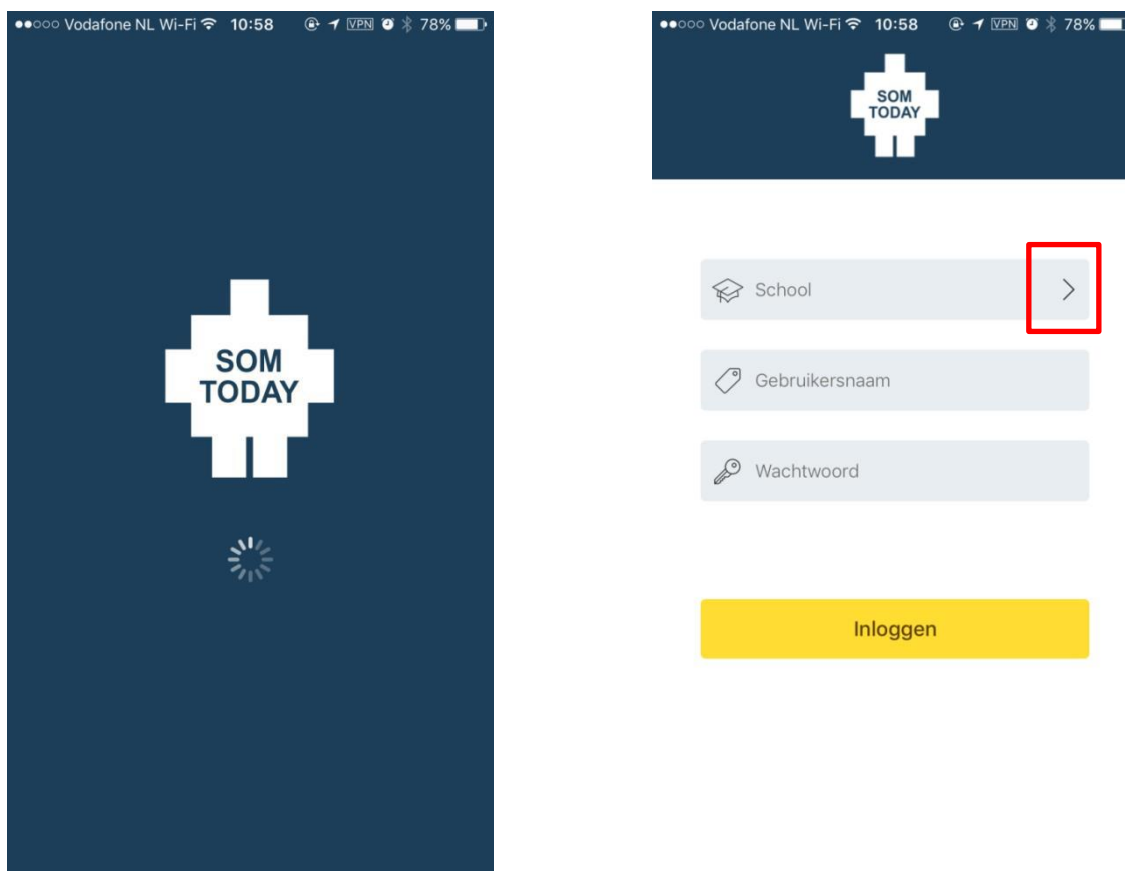 ●●○○○ Vodafone NL Wi-Fi 10:58 VPN 78%
SOM
TODAY
●●○○○ Vodafone NL Wi-Fi 10:58 VPN 78%
SOM
TODAY
School
Gebruikersnaam
Wachtwoord
Inloggen